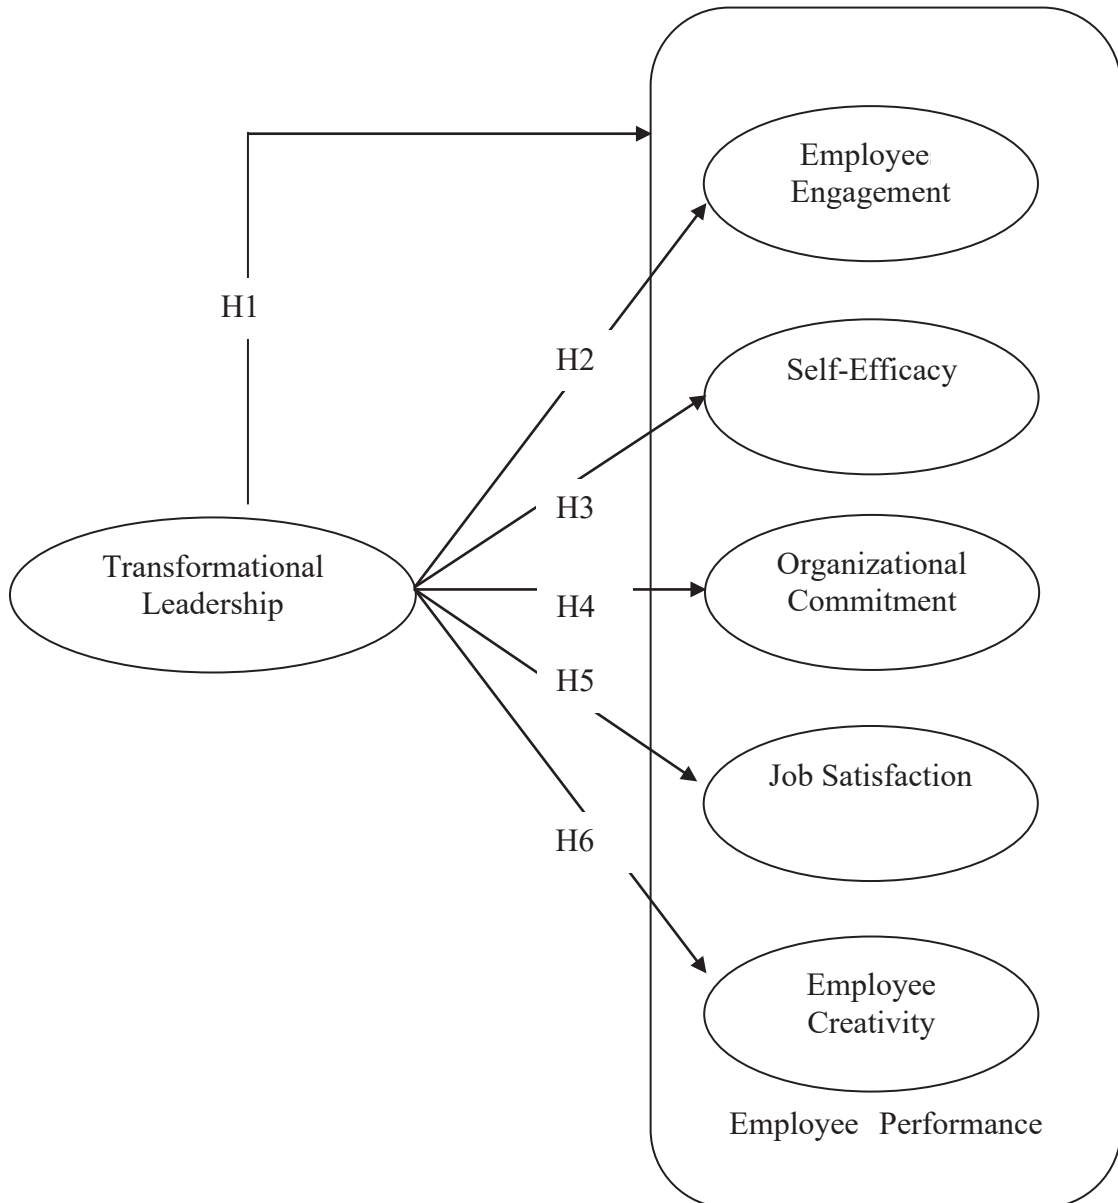 Employee
Engagement
H1
H2
Self-Efficacy
H3
Transformational
Leadership
Organizational
Commitment
H4
H5
Job Satisfaction
H6
Employee
Creativity
Employee Performance